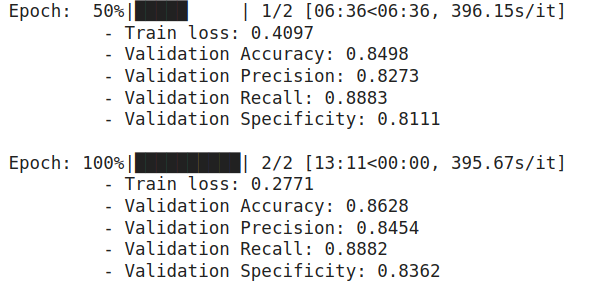 Epoch:  50%|█████     | 1/2 [06:36<06:36, 396.15s/it]
- Train loss: 0.4097
- Validation Accuracy: 0.8498
- Validation Precision: 0.8273
- Validation Recall: 0.8883
- Validation Specificity: 0.8111
Epoch: 100%|██████████| 2/2 [13:11<00:00, 395.67s/it]
- Train loss: 0.2771
- Validation Accuracy: 0.8628
- Validation Precision: 0.8454
- Validation Recall: 0.8882
- Validation Specificity: 0.8362